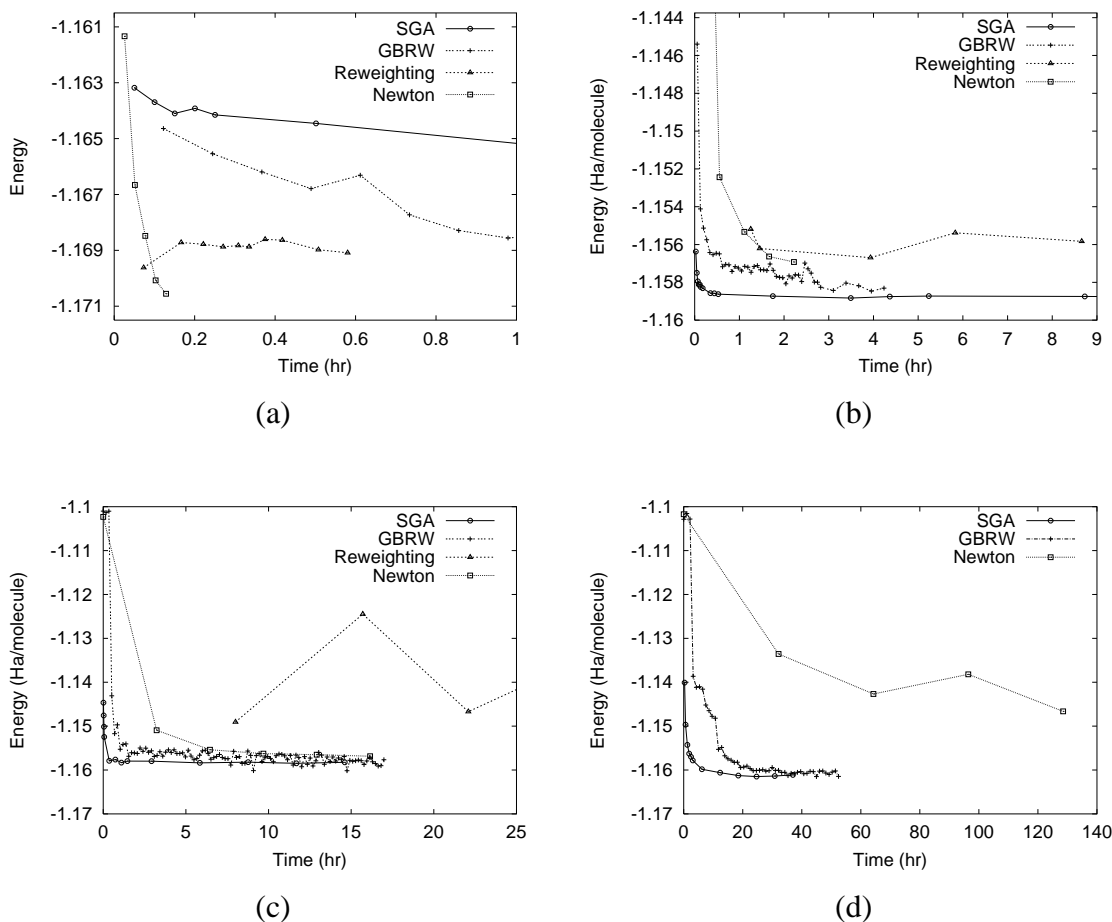 -1.161
-1.163
-1.165
-1.167
-1.169
-1.171
Energy
0
0.2
0.4
0.6
0.8
1
Time (hr)
SGA
GBRW
Reweighting
Newton
(a)
-1.144
-1.146
-1.148
-1.15
-1.152
-1.154
-1.156
-1.158
-1.16
Energy (Ha/molecule)
0
1
2
3
4
5
6
7
8
9
Time (hr)
SGA
GBRW
Reweighting
Newton
(b)
-1.1
-1.11
-1.12
-1.13
-1.14
-1.15
-1.16
-1.17
Energy (Ha/molecule)
0
5
10
15
20
25
Time (hr)
SGA
GBRW
Reweighting
Newton
(c)
-1.1
-1.11
-1.12
-1.13
-1.14
-1.15
-1.16
-1.17
Energy (Ha/molecule)
0
20
40
60
80
100
120
140
Time (hr)
SGA
GBRW
Newton
(d)